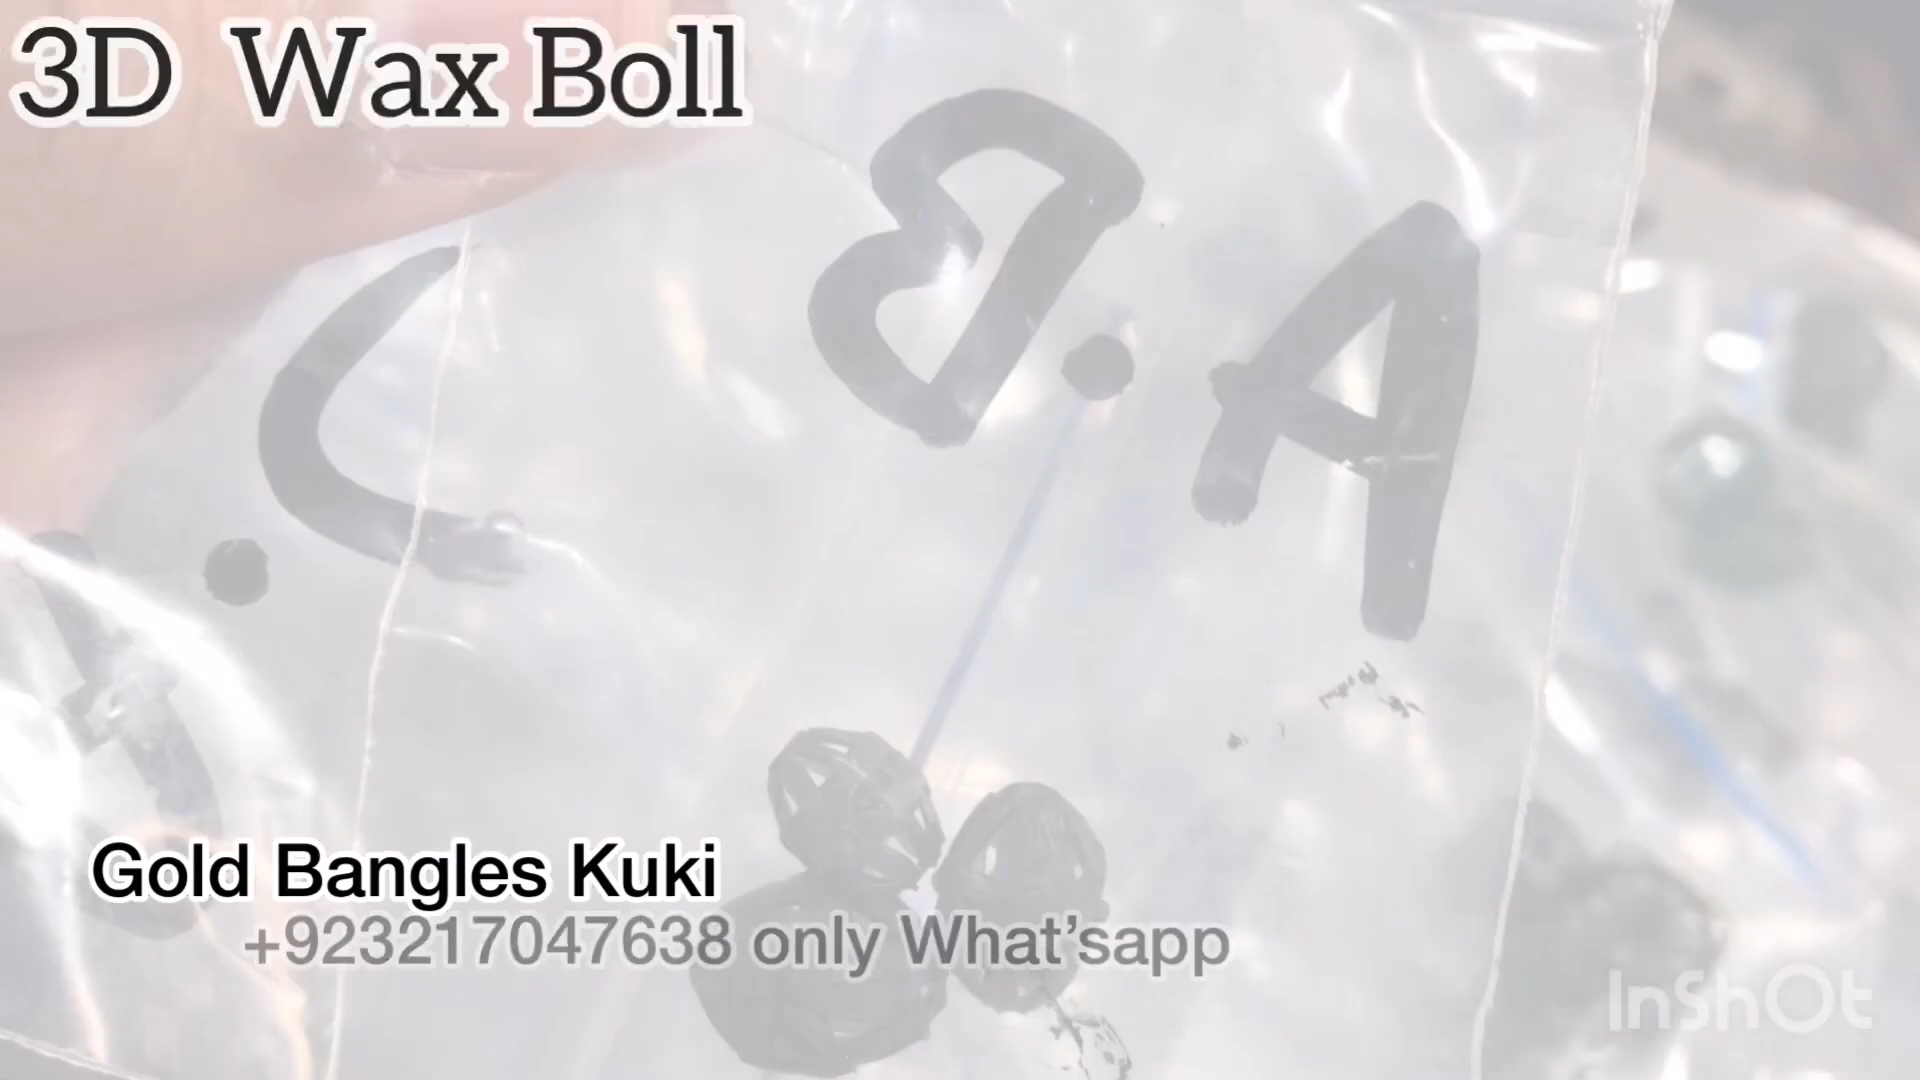 3D Wax Boll
C . B . A
Gold Bangles Kuki
+923217047638 only What’sapp
InShOt